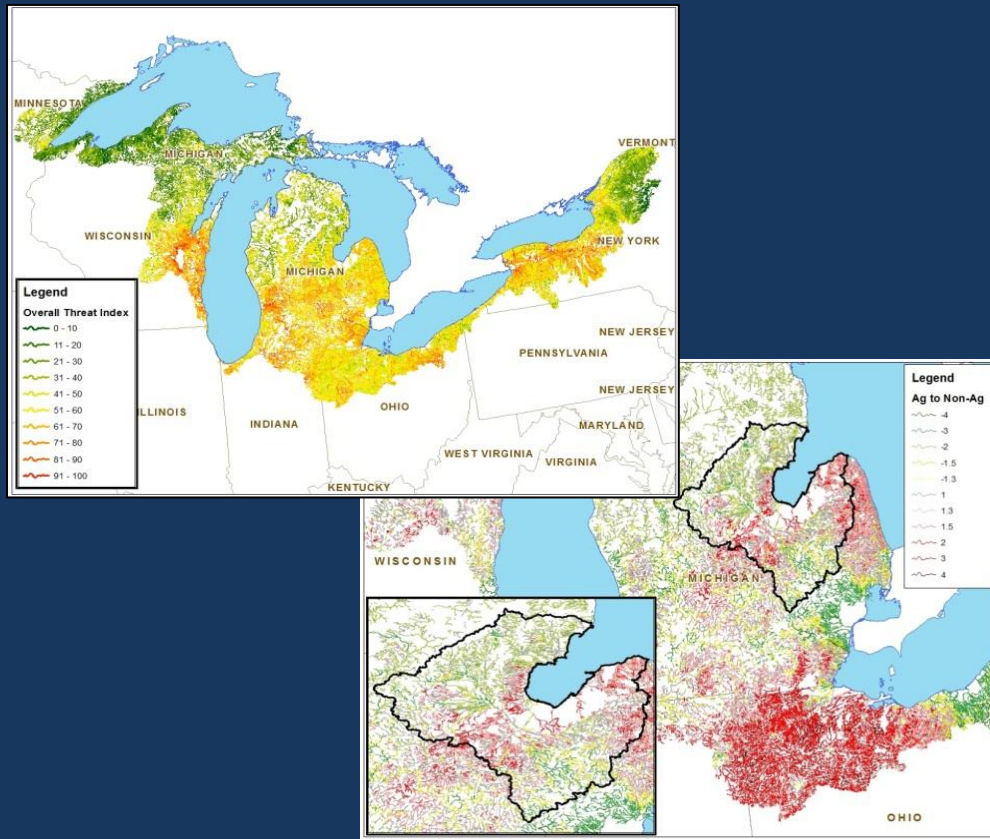 MINNESOTA
MICHIGAN
VERMONT
WISCONSIN
NEW YORK
MICHIGAN
Legend
Overall Threat Index
0 - 10
11 - 20
21 - 30
31 - 40
41 - 50
51 - 60
61 - 70
71 - 80
81 - 90
91 - 100
NEW JERSEY
PENNSYLVANIA
NEW JERSEY
ILLINOIS
INDIANA
OHIO
MARYLAND
WEST VIRGINIA
VIRGINIA
KENTUCKY
Legend
Ag to Non-Ag
-4
-3
-2
-1.5
-1.3
1
1.3
1.5
2
3
4
WISCONSIN
MICHIGAN
OHIO